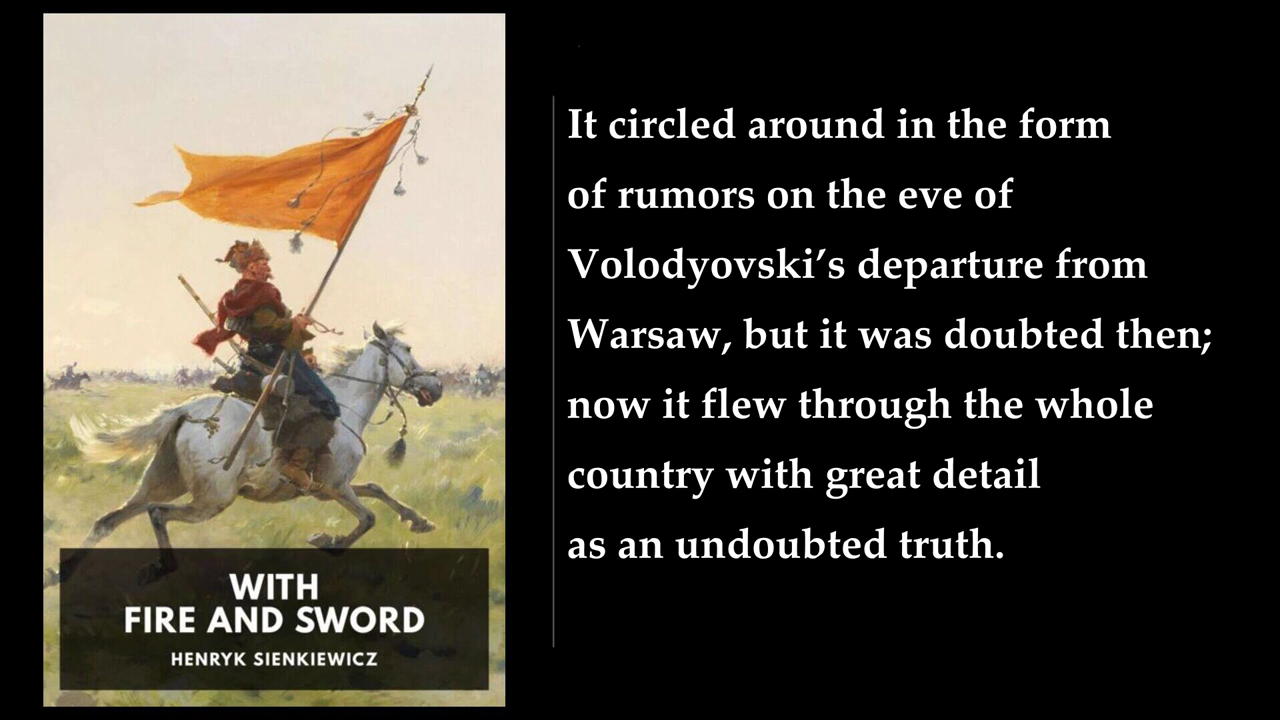 WITH
FIRE AND SWORD
HENRYK SIENKIEWICZ
It circled around in the form
of rumors on the eve of
Volodyovski’s departure from
Warsaw, but it was doubted then;
now it flew through the whole
country with great detail
as an undoubted truth.